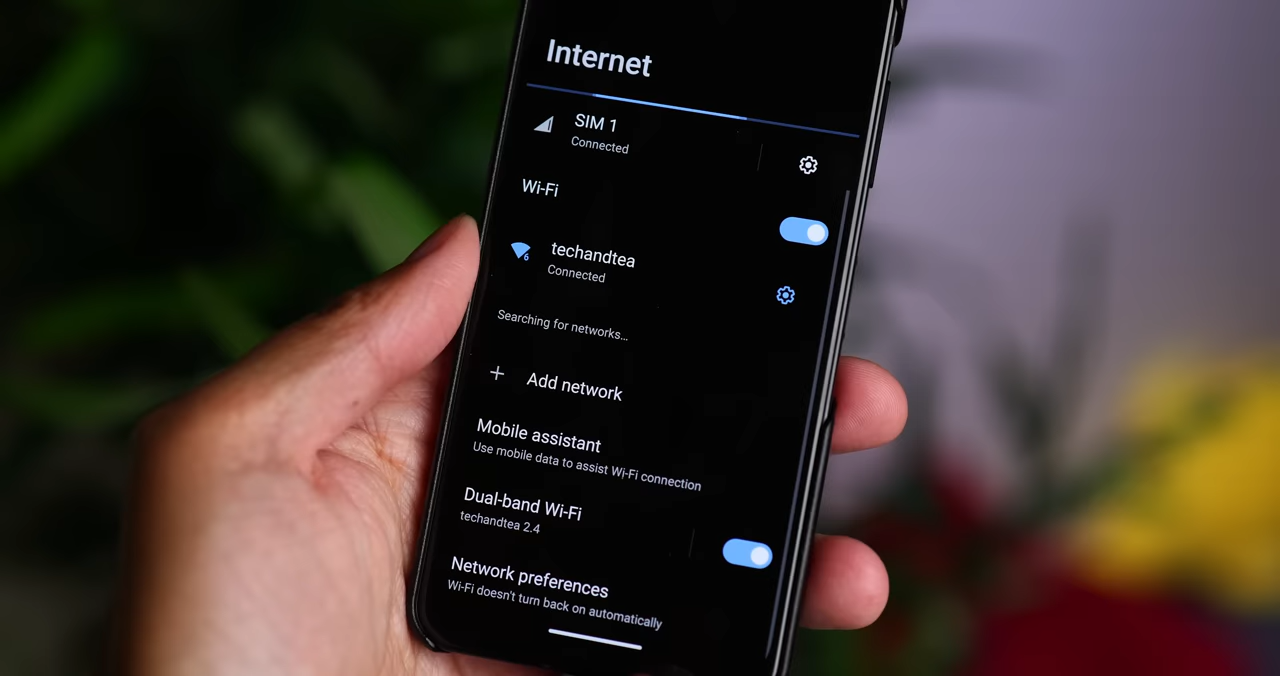 Internet
SIM 1
Connected
Wi-Fi
6
techandtea
Connected
Searching for networks...
+ Add network
Mobile assistant
Use mobile data to assist Wi-Fi connection
Dual-band Wi-Fi
techandtea 2.4
Network preferences
Wi-Fi doesn't turn back on automatically